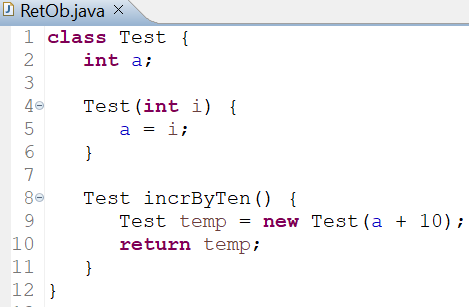 RetOb.java
1 class Test {
2    int a;
3
4    Test(int i) {
5       a = i;
6    }
7
8    Test incrByTen() {
9       Test temp = new Test(a + 10);
10       return temp;
11    }
12 }